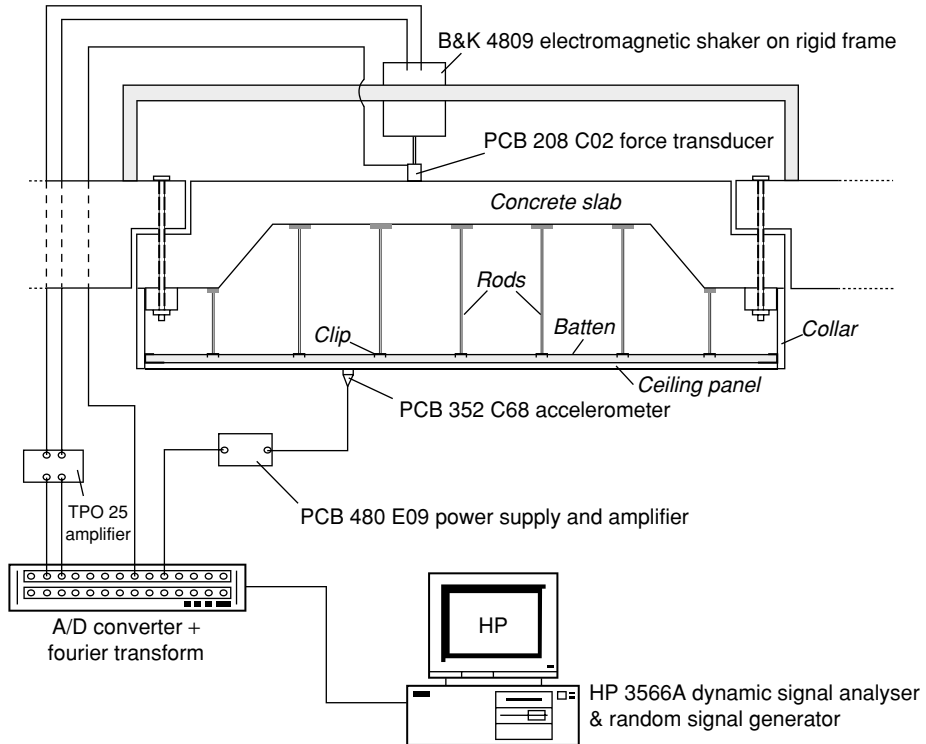 B&K 4809 electromagnetic shaker on rigid frame
PCB 208 C02 force transducer
Concrete slab
Rods
Clip
Batten
Collar
Ceiling panel
PCB 352 C68 accelerometer
TPO 25
amplifier
PCB 480 E09 power supply and amplifier
A/D converter +
fourier transform
HP
HP 3566A dynamic signal analyser
& random signal generator